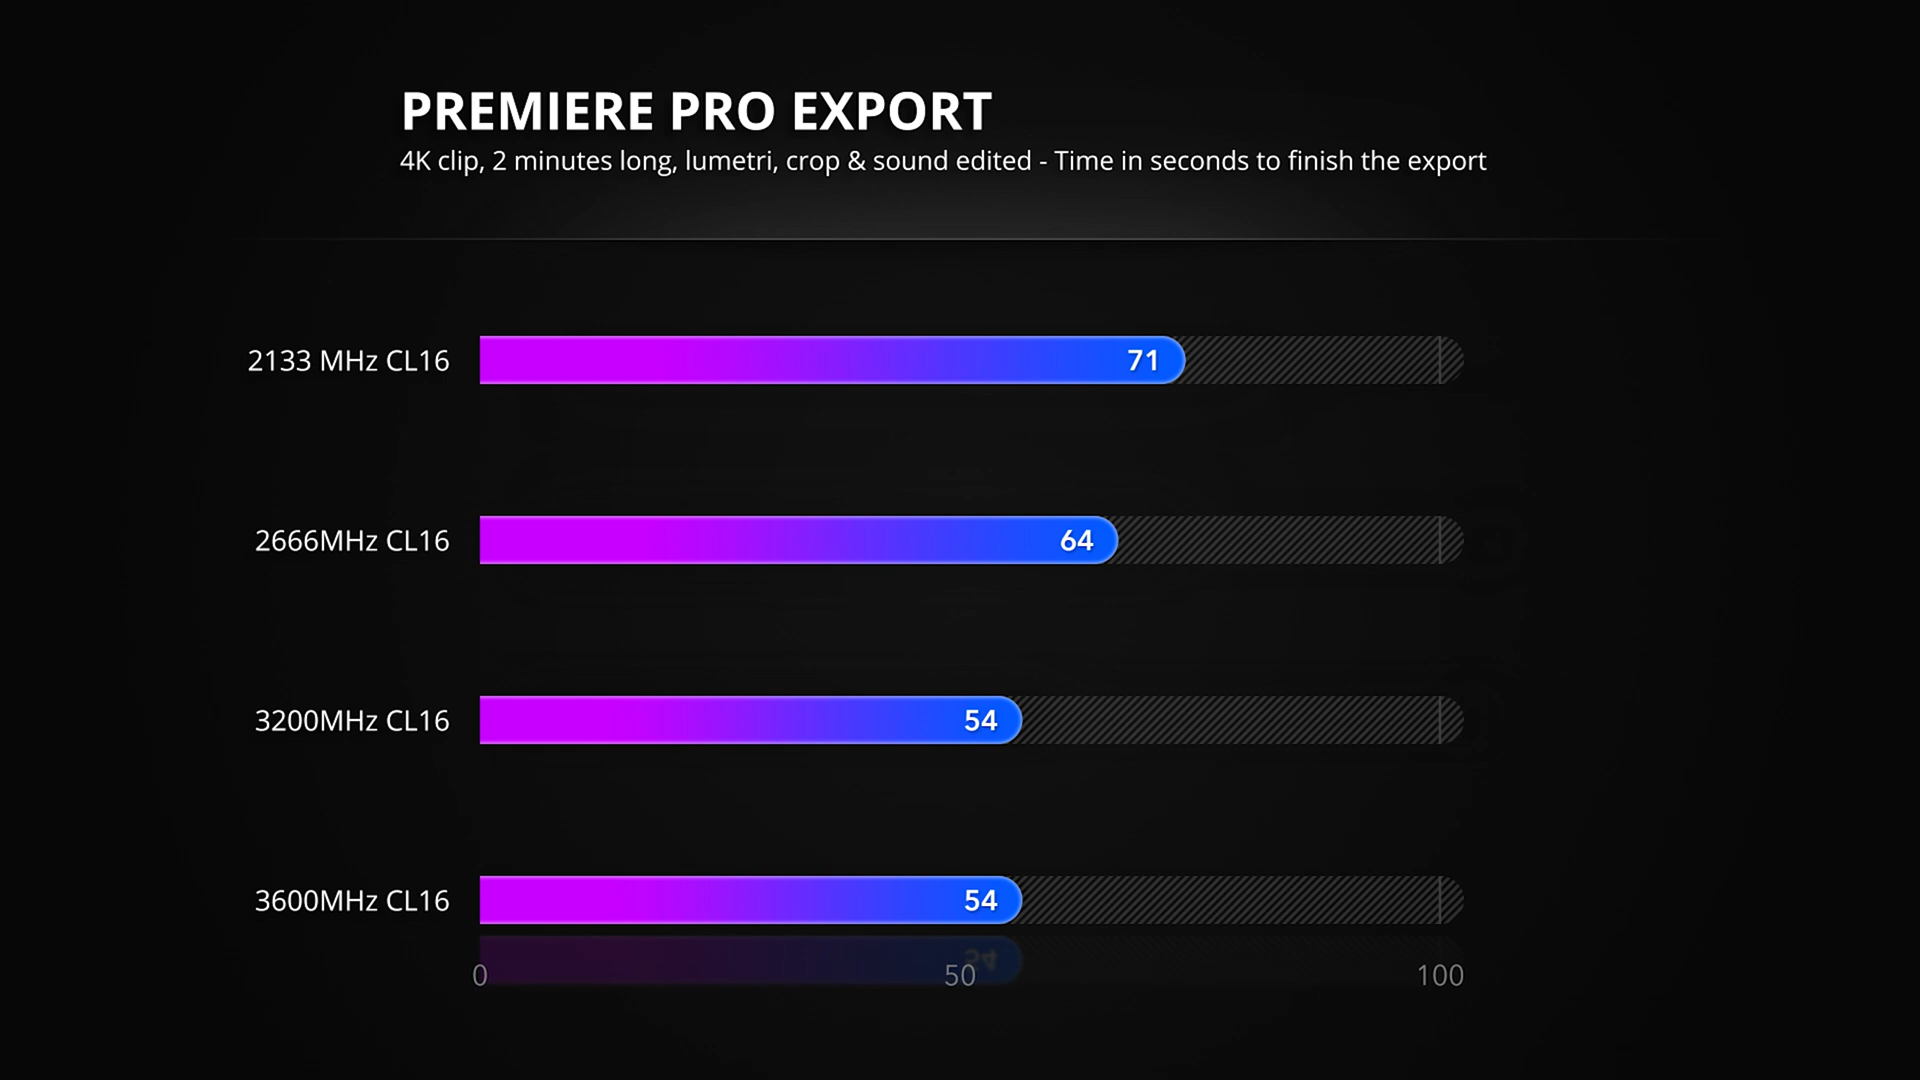 PREMIERE PRO EXPORT
4K clip, 2 minutes long, lumetri, crop & sound edited - Time in seconds to finish the export
2133 MHz CL16
71
2666MHz CL16
64
3200MHz CL16
54
3600MHz CL16
54
0
50
100